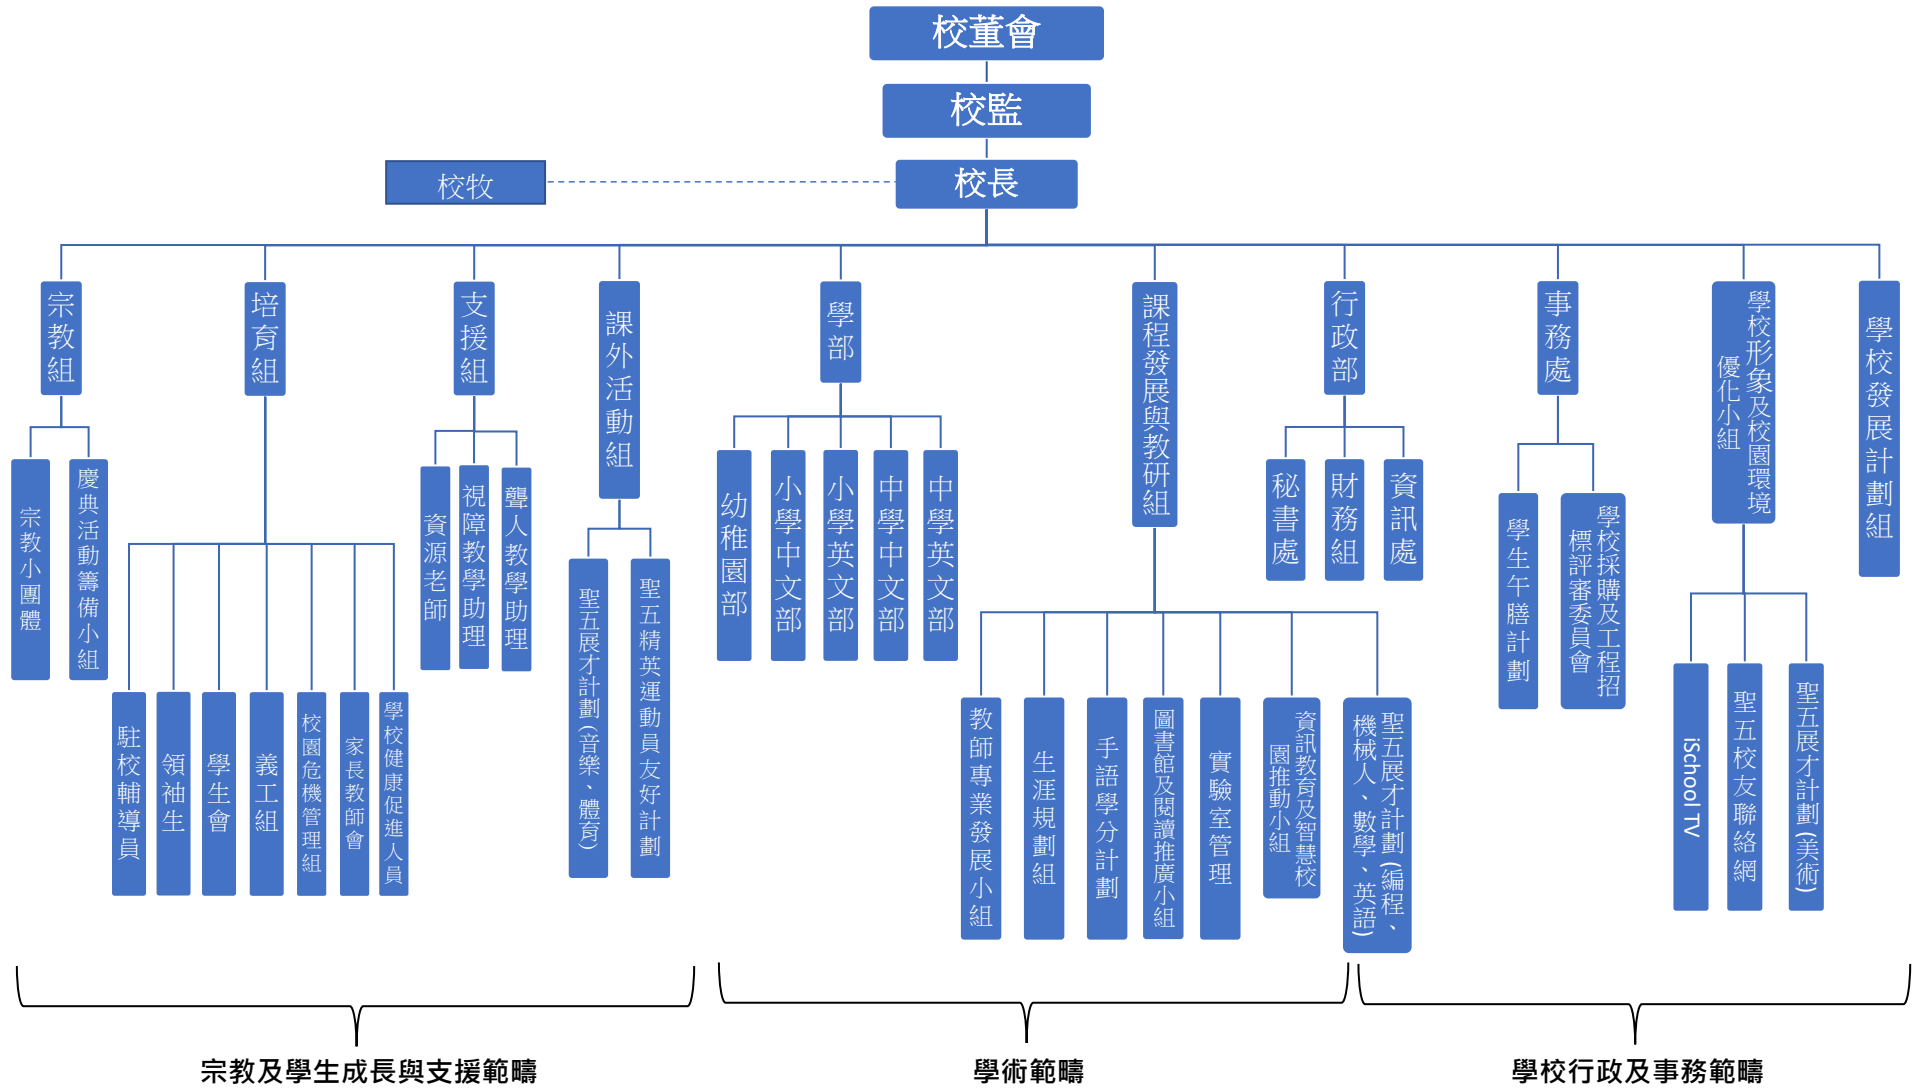 校董會
校監
校長
校牧
宗教組
培育組
支援組
課外活動組
學部
課程發展與教研組
行政部
事務處
學校形象及校園環境
優化小組
學校發展計劃組
宗教小團體
慶典活動籌備小組
駐校輔導員
領袖生
學生會
義工組
校園危機管理組
家長教師會
學校健康促進人員
資源老師
視障教學助理
聾人教學助理
聖五展才計劃(音樂、體育)
聖五精英運動員友好計劃
幼稚園部
小學中文部
小學英文部
中學中文部
中學英文部
教師專業發展小組
生涯規劃組
手語學分計劃
圖書館及閱讀推廣小組
實驗室管理
資訊教育及智慧校
園推動小組
聖五展才計劃(編程、
機械人、數學、英語)
秘書處
財務組
資訊處
學生午膳計劃
學校採購及工程招
標評審委員會
iSchool TV
聖五校友聯絡網
聖五展才計劃(美術)
宗教及學生成長與支援範疇
學術範疇
學校行政及事務範疇